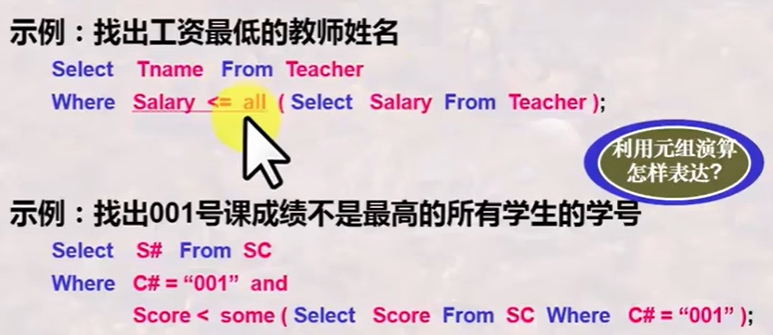 示例：找出工资最低的教师姓名
Select Tname From Teacher
Where Salary <= all ( Select Salary From Teacher );
利用元组演算
怎样表达?
示例：找出001号课成绩不是最高的所有学生的学号
Select S# From SC
Where C# = “001” and
Score < some ( Select Score From SC Where C# = “001” );